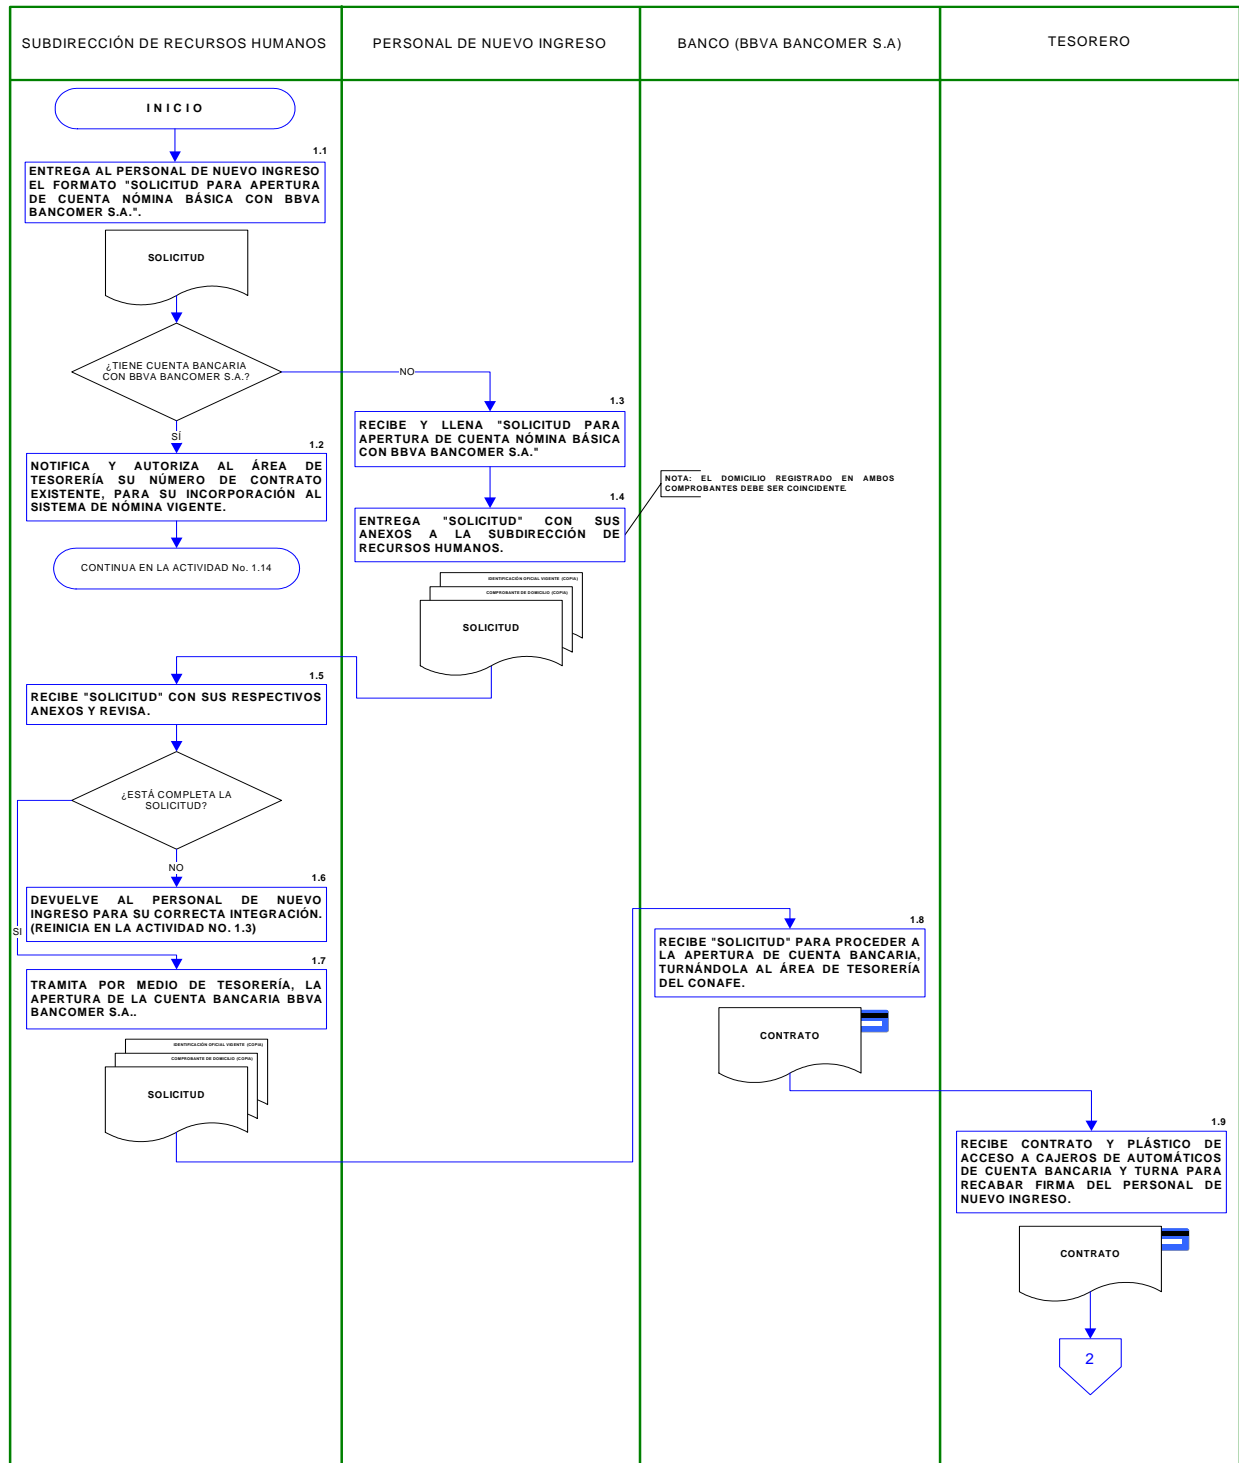 SUBDIRECCIÓN DE RECURSOS HUMANOS
PERSONAL DE NUEVO INGRESO
BANCO (BBVA BANCOMER S.A)
TESORERO
INICIO
1.1
ENTREGA AL PERSONAL DE NUEVO INGRESO
EL FORMATO "SOLICITUD PARA APERTURA
DE CUENTA NÓMINA BÁSICA CON BBVA
BANCOMER S.A.".
SOLICITUD
¿TIENE CUENTA BANCARIA
CON BBVA BANCOMER S.A.?
NO
SÍ
1.2
NOTIFICA Y AUTORIZA AL ÁREA DE
TESORERÍA SU NÚMERO DE CONTRATO
EXISTENTE, PARA SU INCORPORACIÓN AL
SISTEMA DE NÓMINA VIGENTE.
CONTINUA EN LA ACTIVIDAD No. 1.14
1.3
RECIBE Y LLENA "SOLICITUD PARA
APERTURA DE CUENTA NÓMINA BÁSICA
CON BBVA BANCOMER S.A."
1.4
ENTREGA "SOLICITUD" CON SUS
ANEXOS A LA SUBDIRECCIÓN DE
RECURSOS HUMANOS.
NOTA: EL DOMICILIO REGISTRADO EN AMBOS
COMPROBANTES DEBE SER COINCIDENTE.
IDENTIFICACIÓN OFICIAL VIGENTE (COPIA)
COMPROBANTE DE DOMICILIO (COPIA)
SOLICITUD
1.5
RECIBE "SOLICITUD" CON SUS RESPECTIVOS
ANEXOS Y REVISA.
¿ESTÁ COMPLETA LA
SOLICITUD?
NO
SI
1.6
DEVUELVE AL PERSONAL DE NUEVO
INGRESO PARA SU CORRECTA INTEGRACIÓN.
(REINICIA EN LA ACTIVIDAD NO. 1.3)
1.7
TRAMITA POR MEDIO DE TESORERÍA, LA
APERTURA DE LA CUENTA BANCARIA BBVA
BANCOMER S.A..
IDENTIFICACIÓN OFICIAL VIGENTE (COPIA)
COMPROBANTE DE DOMICILIO (COPIA)
SOLICITUD
1.8
RECIBE "SOLICITUD" PARA PROCEDER A
LA APERTURA DE CUENTA BANCARIA,
TURNÁNDOLA AL ÁREA DE TESORERÍA
DEL CONAFE.
CONTRATO
1.9
RECIBE CONTRATO Y PLÁSTICO DE
ACCESO A CAJEROS DE AUTOMÁTICOS
DE CUENTA BANCARIA Y TURNA PARA
RECABAR FIRMA DEL PERSONAL DE
NUEVO INGRESO.
CONTRATO
2